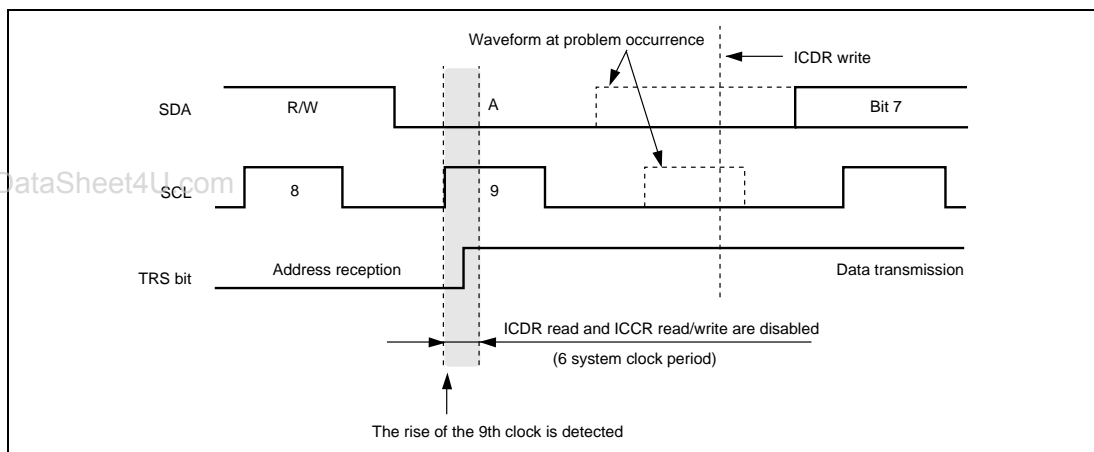 Waveform at problem occurrence
ICDR write
SDA
R/W
A
Bit 7
DataSheet4U.com
SCL
8
9
TRS bit
Address reception
Data transmission
ICDR read and ICCR read/write are disabled
(6 system clock period)
The rise of the 9th clock is detected